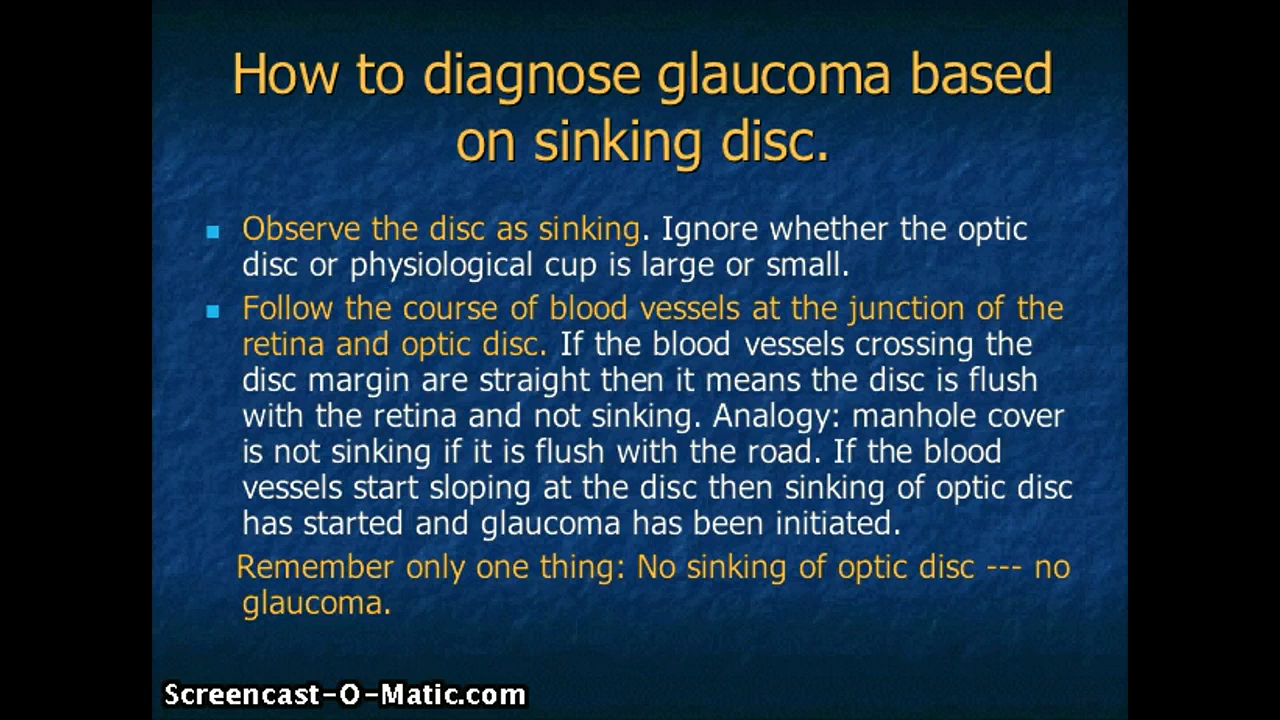 How to diagnose glaucoma based
on sinking disc.
Observe the disc as sinking. Ignore whether the optic
disc or physiological cup is large or small.
Follow the course of blood vessels at the junction of the
retina and optic disc. If the blood vessels crossing the
disc margin are straight then it means the disc is flush
with the retina and not sinking. Analogy: manhole cover
is not sinking if it is flush with the road. If the blood
vessels start sloping at the disc then sinking of optic disc
has started and glaucoma has been initiated.
Remember only one thing: No sinking of optic disc --- no
glaucoma.
Screencast-O-Matic.com